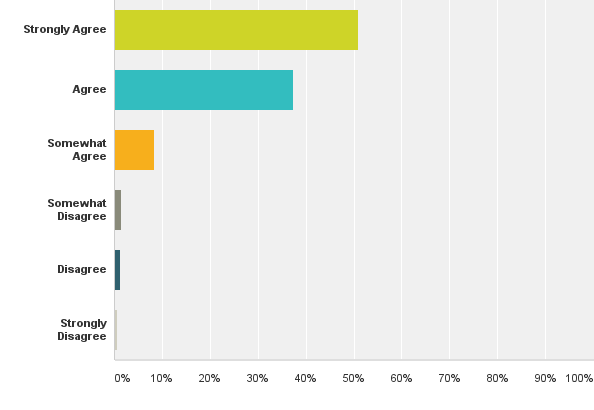 Strongly Agree
Agree
Somewhat
Agree
Somewhat
Disagree
Disagree
Strongly
Disagree
0% 10% 20% 30% 40% 50% 60% 70% 80% 90% 100%